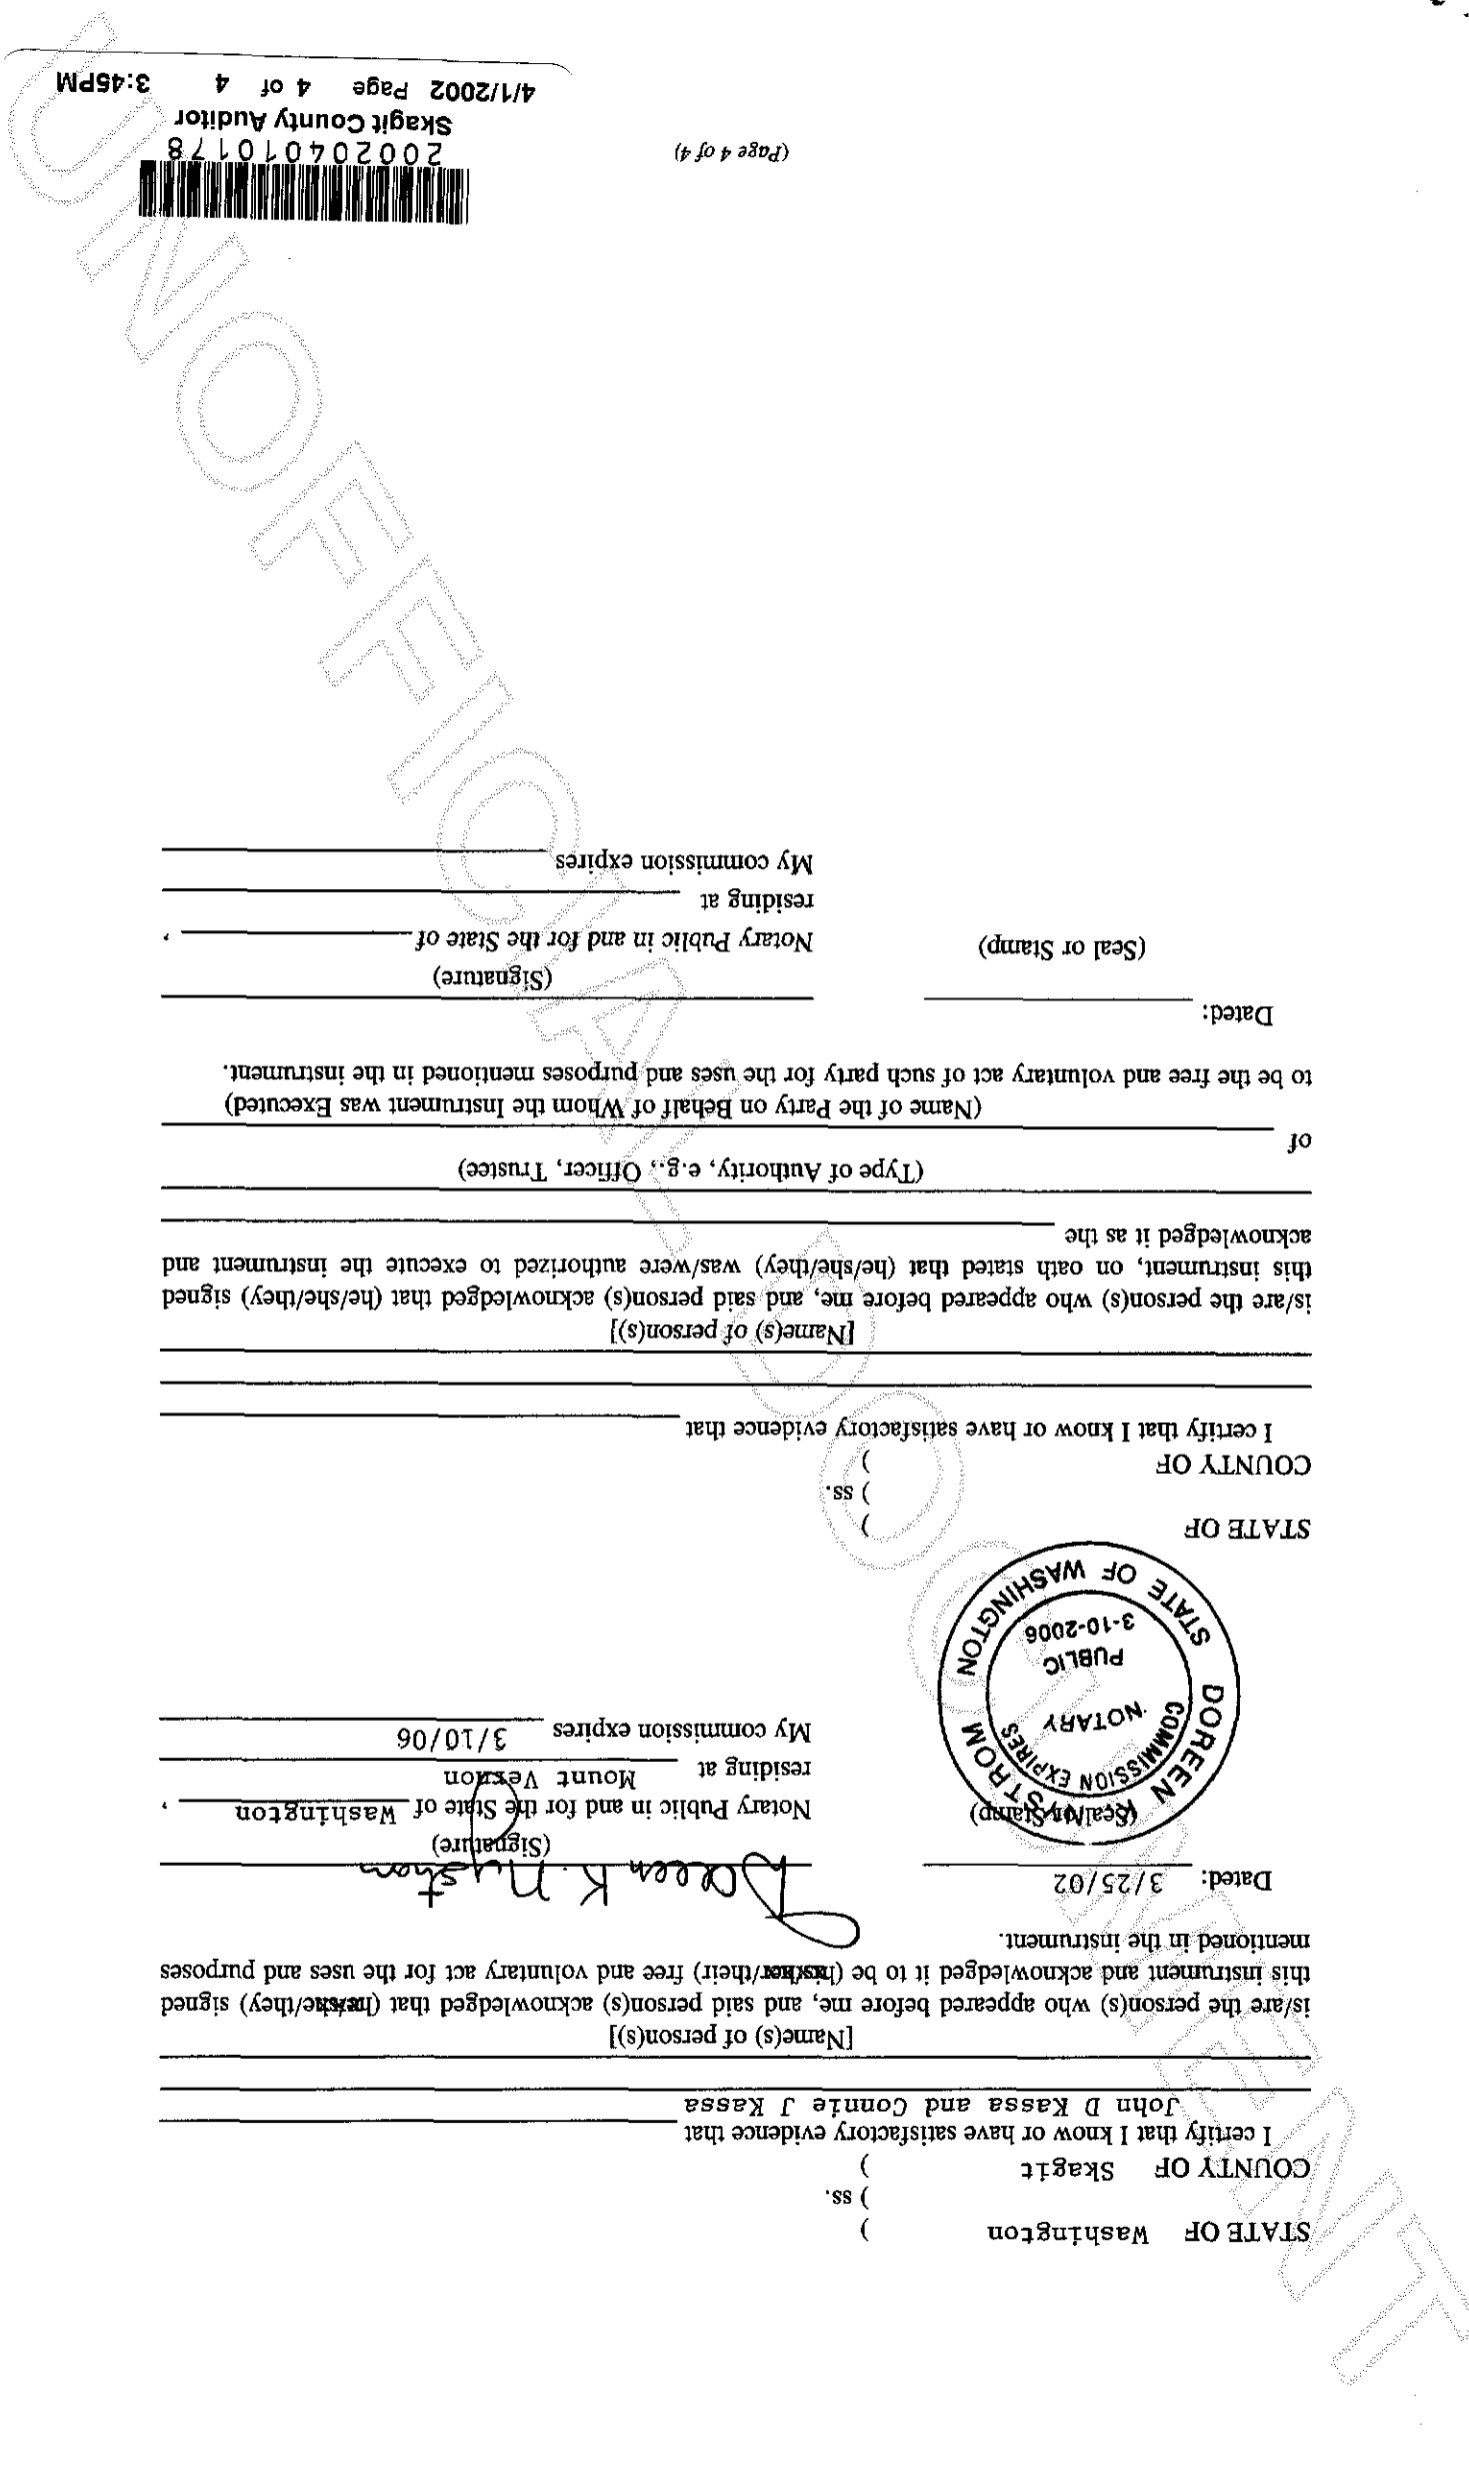 STATE OF Washington )
) ss.
COUNTY OF Skagit )
I certify that I know or have satisfactory evidence that
John D Kassa and Connie J Kassa
[Name(s) of person(s)]
is/are the person(s) who appeared before me, and said person(s) acknowledged that (he/she/they) signed
this instrument and acknowledged it to be (his/her/their) free and voluntary act for the uses and purposes
mentioned in the instrument.
Dated: 3/25/02
Doreen K. Nystrom
(Signature)
(Seal or Stamp)
Notary Public in and for the State of Washington ,
residing at Mount Vernon
My commission expires 3/10/06
DOREEN K NYSTROM
COMMISSION EXPIRES
NOTARY
PUBLIC
3-10-2006
STATE OF WASHINGTON
STATE OF )
) ss.
COUNTY OF )
I certify that I know or have satisfactory evidence that
[Name(s) of person(s)]
is/are the person(s) who appeared before me, and said person(s) acknowledged that (he/she/they) signed
this instrument, on oath stated that (he/she/they) was/were authorized to execute the instrument and
acknowledged it as the
(Type of Authority, e.g., Officer, Trustee)
of
(Name of the Party on Behalf of Whom the Instrument was Executed)
to be the free and voluntary act of such party for the uses and purposes mentioned in the instrument.
Dated:
(Signature)
(Seal or Stamp)
Notary Public in and for the State of ,
residing at
My commission expires
(Page 4 of 4)
200204010178
Skagit County Auditor
4/1/2002 Page 4 of 4 3:45PM
UNOFFICIAL DOCUMENT